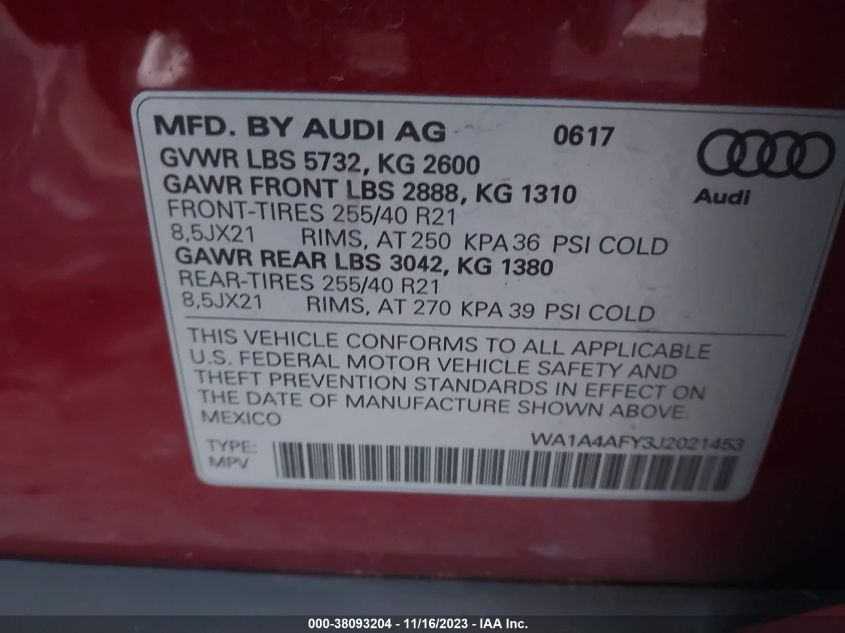 MFD. BY AUDI AG 0617
GVWR LBS 5732, KG 2600
GAWR FRONT LBS 2888, KG 1310
Audi
FRONT-TIRES 255/40 R21
8,5JX21 RIMS, AT 250 KPA 36 PSI COLD
GAWR REAR LBS 3042, KG 1380
REAR-TIRES 255/40 R21
8,5JX21 RIMS, AT 270 KPA 39 PSI COLD
THIS VEHICLE CONFORMS TO ALL APPLICABLE
U.S. FEDERAL MOTOR VEHICLE SAFETY AND
THEFT PREVENTION STANDARDS IN EFFECT ON
THE DATE OF MANUFACTURE SHOWN ABOVE.
MEXICO
WA1A4AFY3J2021453
TYPE:
MPV
000-38093204 - 11/16/2023 - IAA Inc.